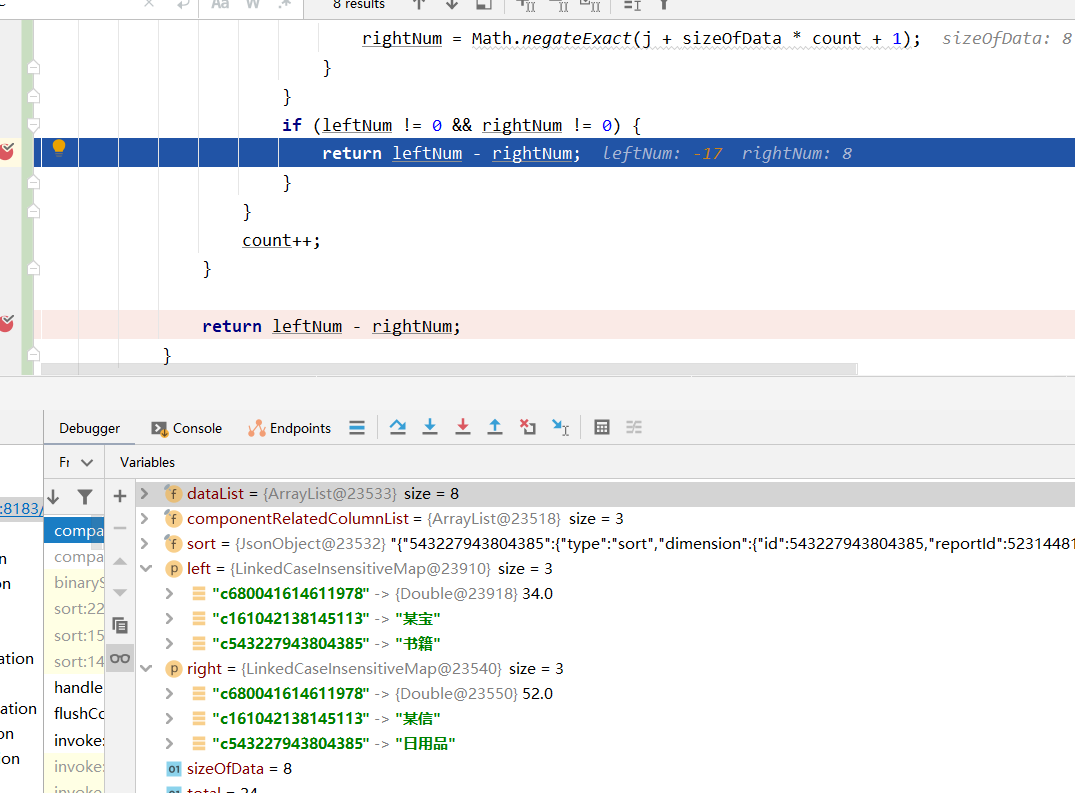 Aa W .* 8 results
rightNum = Math.negateExact(j + sizeOfData * count + 1); sizeOfData: 8
}
}
if (leftNum != 0 && rightNum != 0) {
return leftNum - rightNum; leftNum: -17 rightNum: 8
}
}
count++;
}
return leftNum - rightNum;
}
Debugger Console Endpoints
Fr Variables
:8183/
dataList = {ArrayList@23533} size = 8
compa
componentRelatedColumnList = {ArrayList@23518} size = 3
sort = {JsonObject@23532} "{"543227943804385":{"type":"sort","dimension":{"id":543227943804385,"reportId":52314481
compa
left = {LinkedCaseInsensitiveMap@23910} size = 3
binaryS
"c680041614611978" -> {Double@23918} 34.0
sort:22
"c161042138145113" -> "某宝"
sort:15
"c543227943804385" -> "书籍"
ation
sort:14
right = {LinkedCaseInsensitiveMap@23540} size = 3
handle
"c680041614611978" -> {Double@23550} 52.0
ation
flushCo
"c161042138145113" -> "某信"
on
invoke:
"c543227943804385" -> "日用品"
on
invoke:
01 sizeOfData = 8
invoke:
total = 24